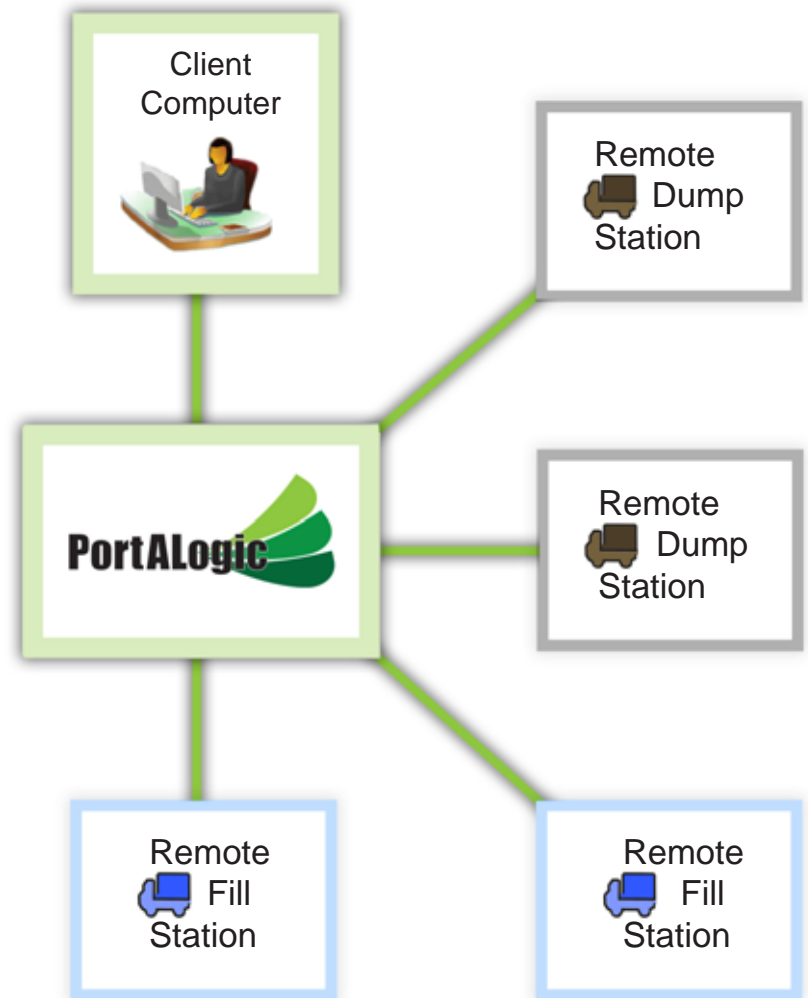 Client
Computer
Remote
Dump
Station
Remote
Dump
Station
PortALogic
Remote
Fill
Station
Remote
Fill
Station